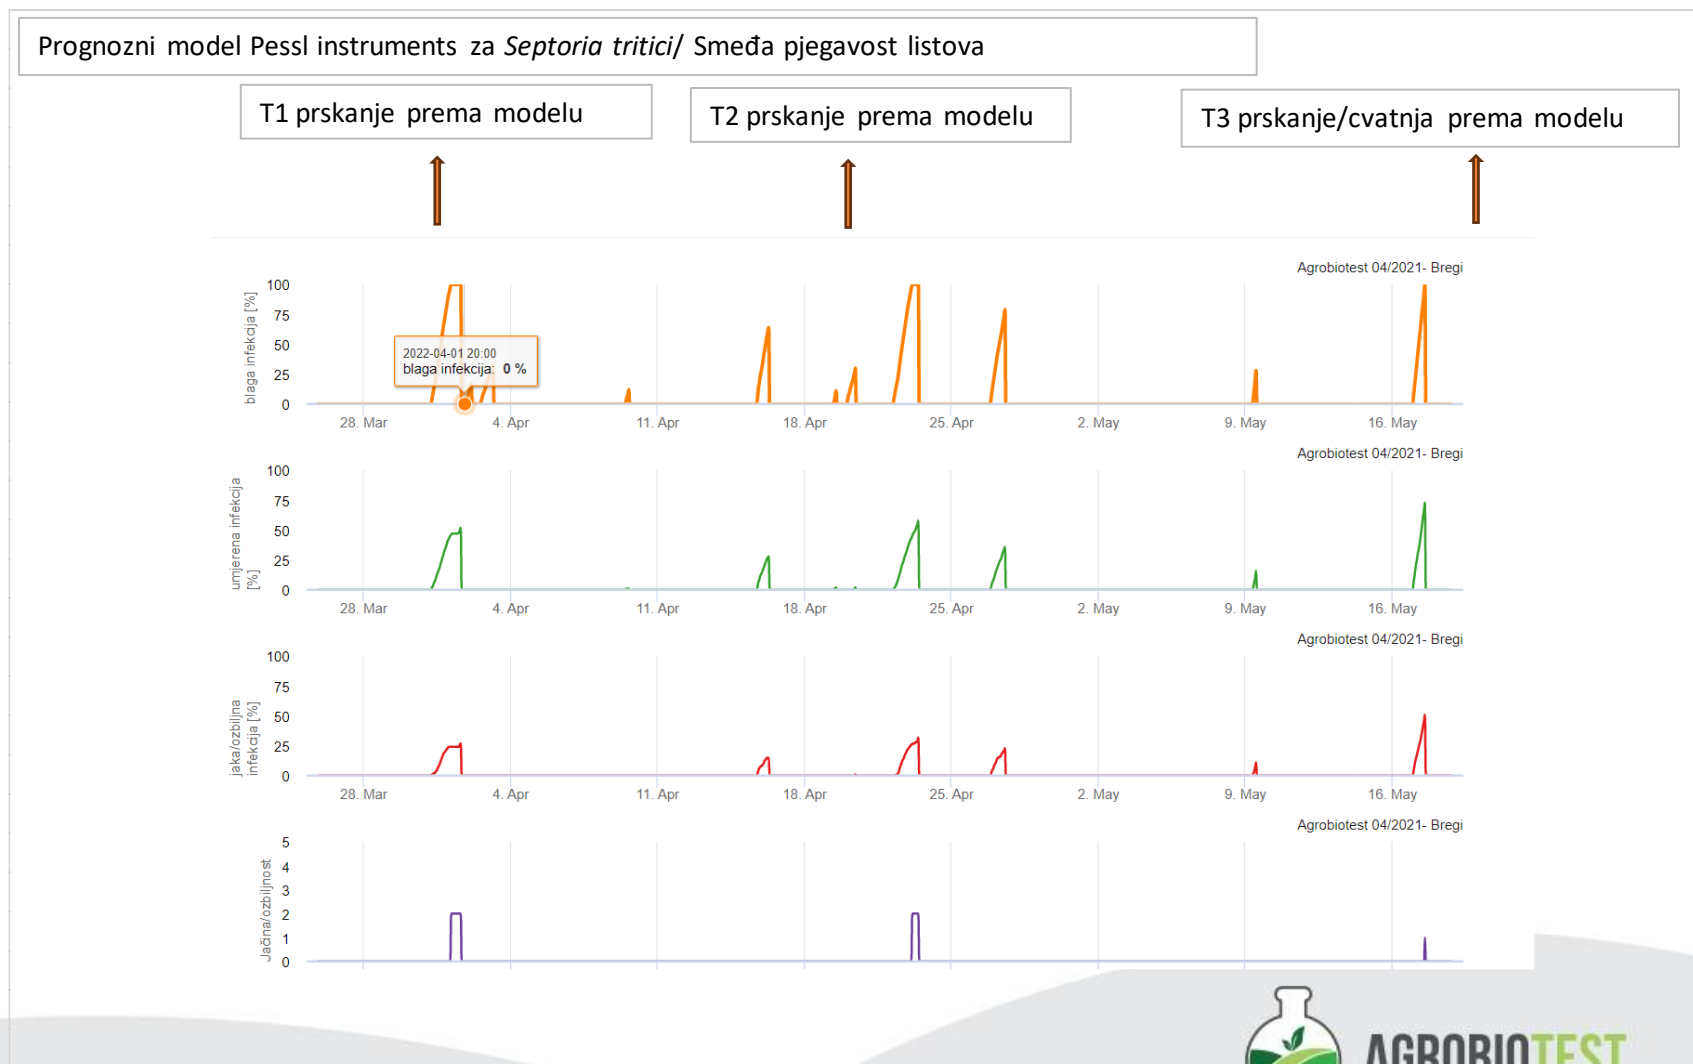 Prognozni model Pessl instruments za Septoria tritici/ Smeđa pjegavost listova
T1 prskanje prema modelu
T2 prskanje prema modelu
T3 prskanje/cvatnja prema modelu
Agrobiotest 04/2021- Bregi
blaga infekcija [%]
100
75
50
25
0
2022-04-01 20:00
blaga infekcija: 0 %
28. Mar
4. Apr
11. Apr
18. Apr
25. Apr
2. May
9. May
16. May
Agrobiotest 04/2021- Bregi
umjerena infekcija
[%]
100
75
50
25
0
28. Mar
4. Apr
11. Apr
18. Apr
25. Apr
2. May
9. May
16. May
Agrobiotest 04/2021- Bregi
jaka/ozbiljna
infekcija [%]
100
75
50
25
0
28. Mar
4. Apr
11. Apr
18. Apr
25. Apr
2. May
9. May
16. May
Agrobiotest 04/2021- Bregi
Jačina/ozbiljnost
5
4
3
2
1
0
AGROBIOTEST